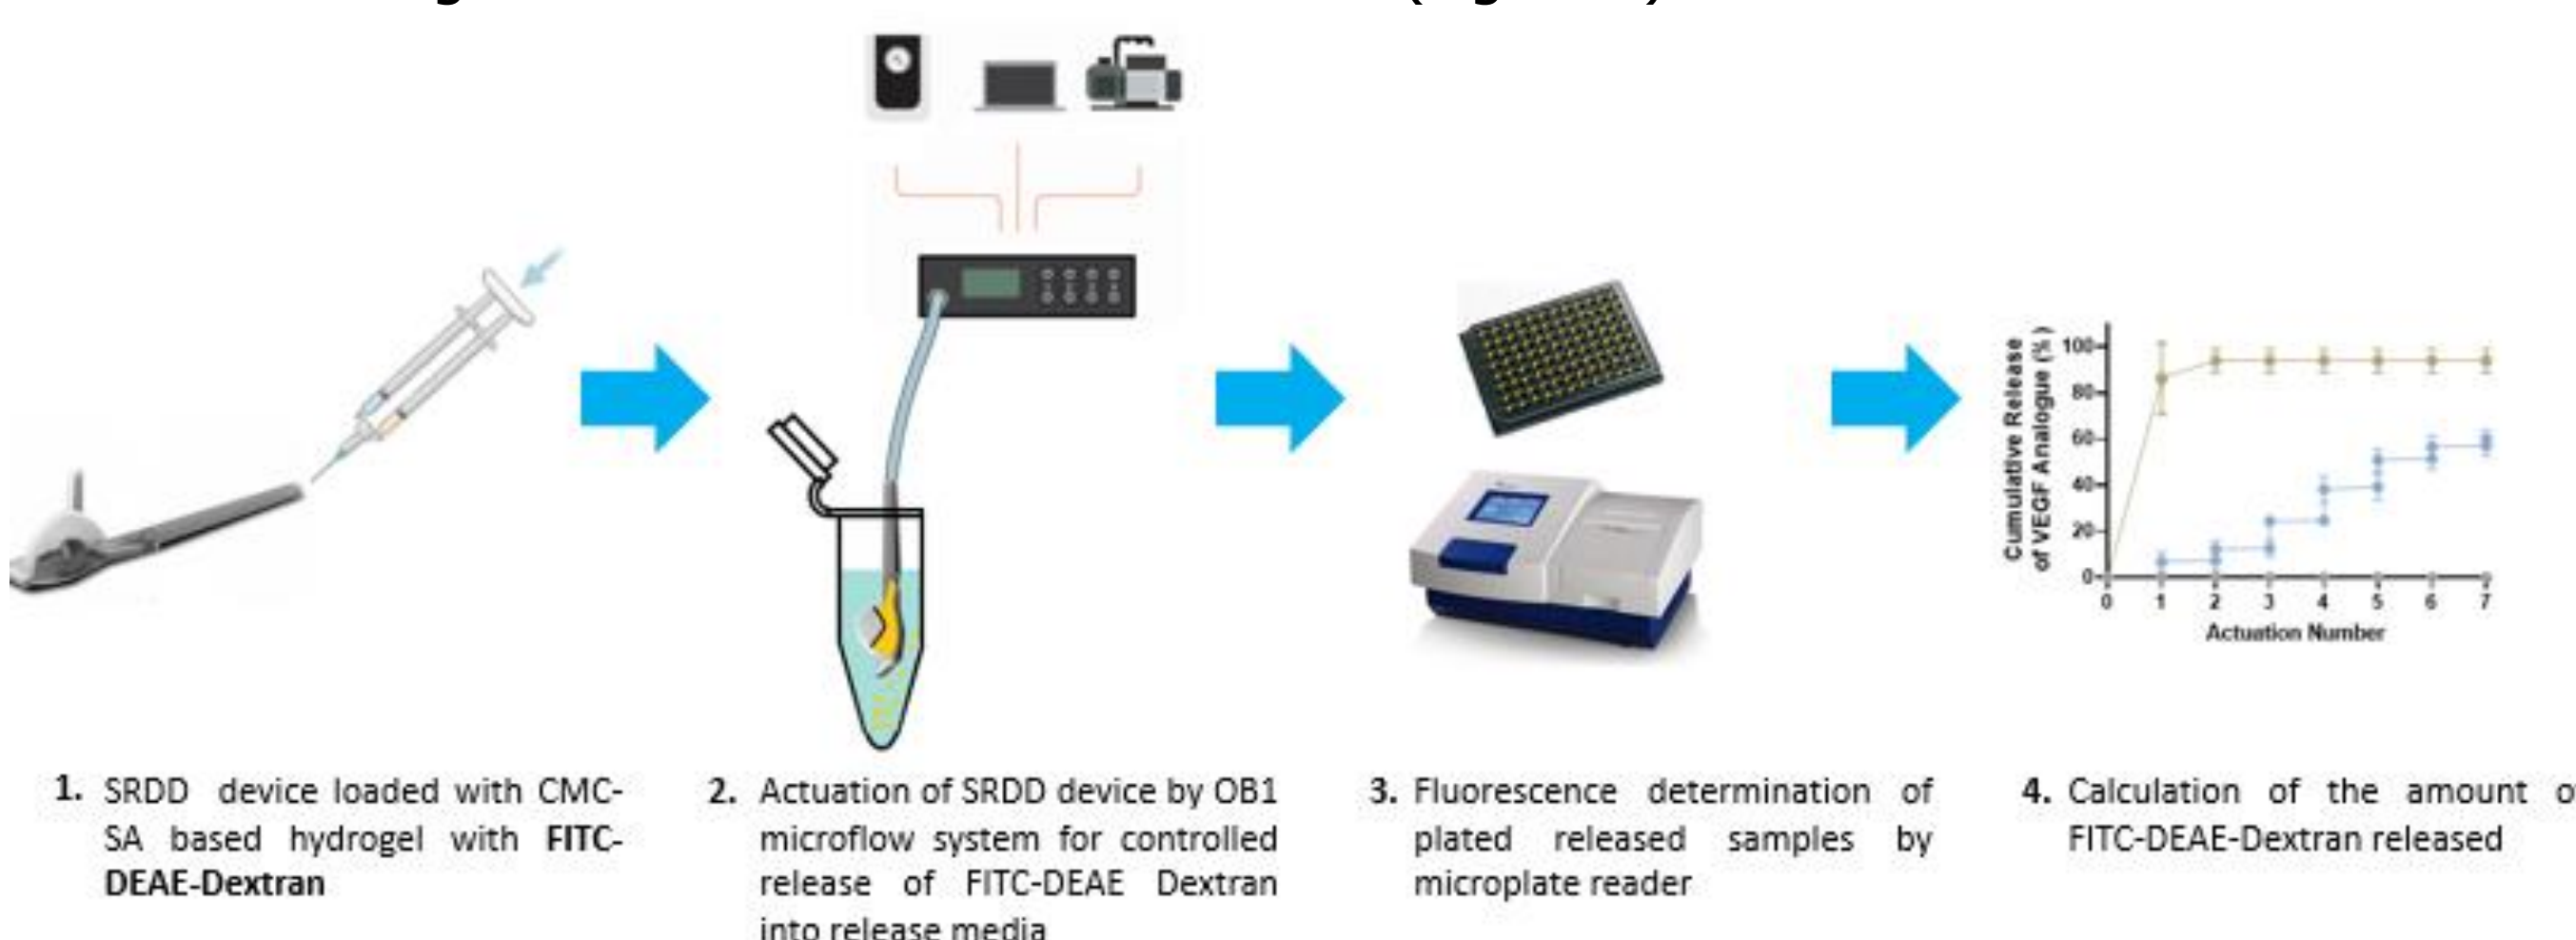 Cumulative Release
of VEGF Analogue (%)
100
80
60
40
20
0
0 1 2 3 4 5 6 7
Actuation Number
1. SRDD device loaded with CMC-
SA based hydrogel with FITC-
DEAE-Dextran
2. Actuation of SRDD device by OB1
microflow system for controlled
release of FITC-DEAE Dextran
into release media
3. Fluorescence determination of
plated released samples by
microplate reader
4. Calculation of the amount
FITC-DEAE-Dextran released